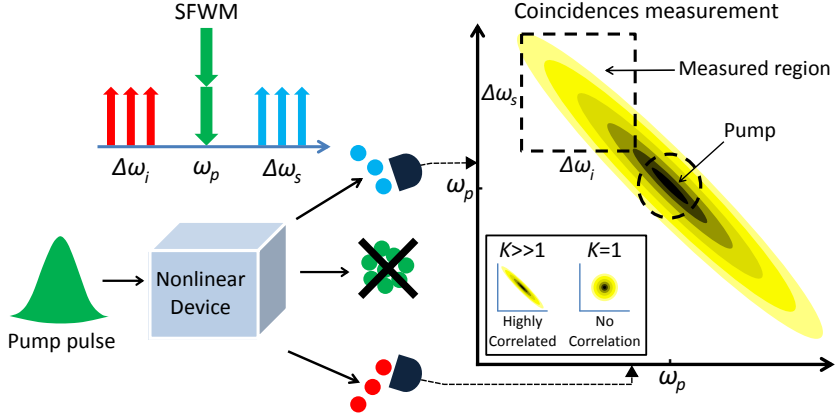 SFWM
Δω_i
ω_p
Δω_s
Pump pulse
Nonlinear
Device
Coincidences measurement
Measured region
Δω_s
Pump
Δω_i
ω_p
K>>1
K=1
Highly
Correlated
No
Correlation
ω_p